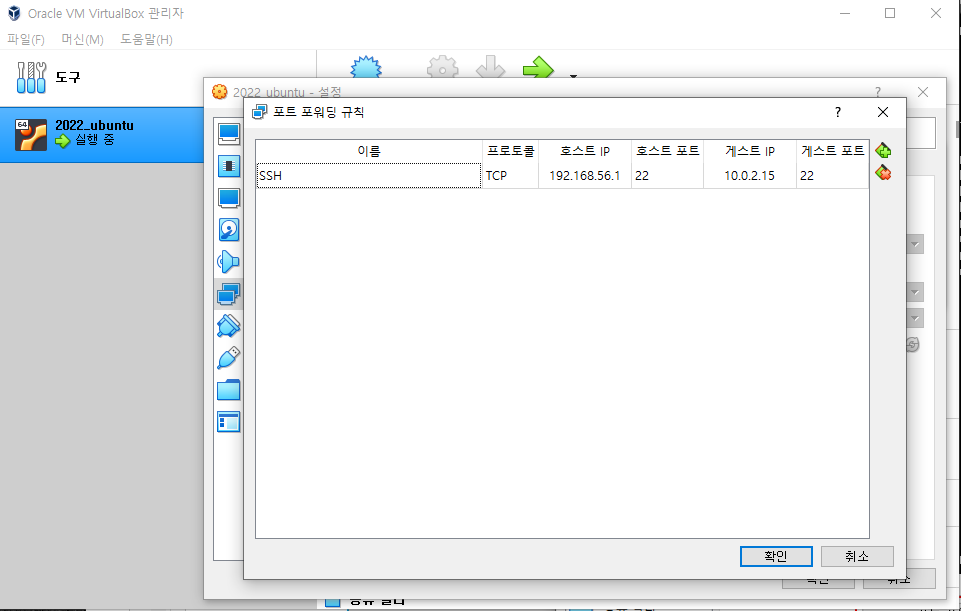 Oracle VM VirtualBox 관리자
파일(F) 머신(M) 도움말(H)
도구
64
2022_ubuntu
실행 중
2022_ubuntu - 설정 ?
포트 포워딩 규칙 ?
이름 프로토콜 호스트 IP 호스트 포트 게스트 IP 게스트 포트
SSH TCP 192.168.56.1 22 10.0.2.15 22
확인 취소